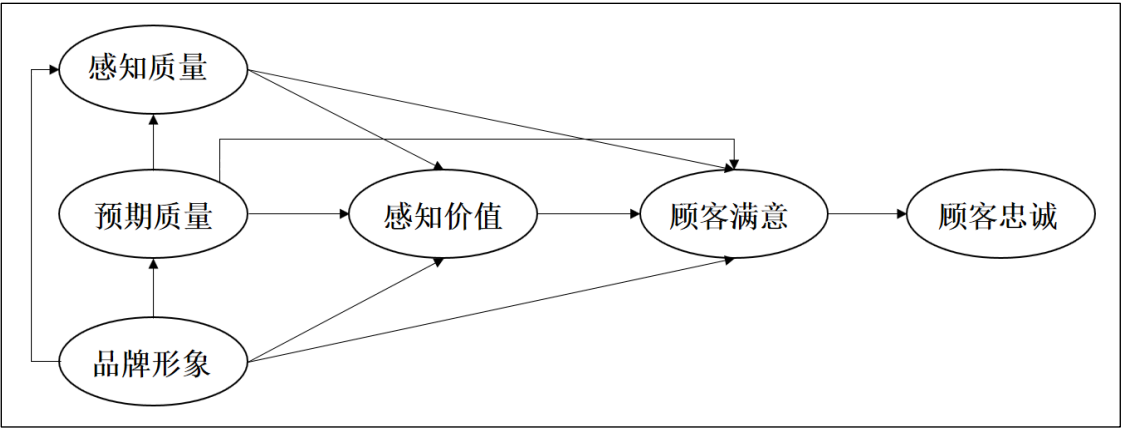 感知质量
预期质量
感知价值
顾客满意
顾客忠诚
品牌形象